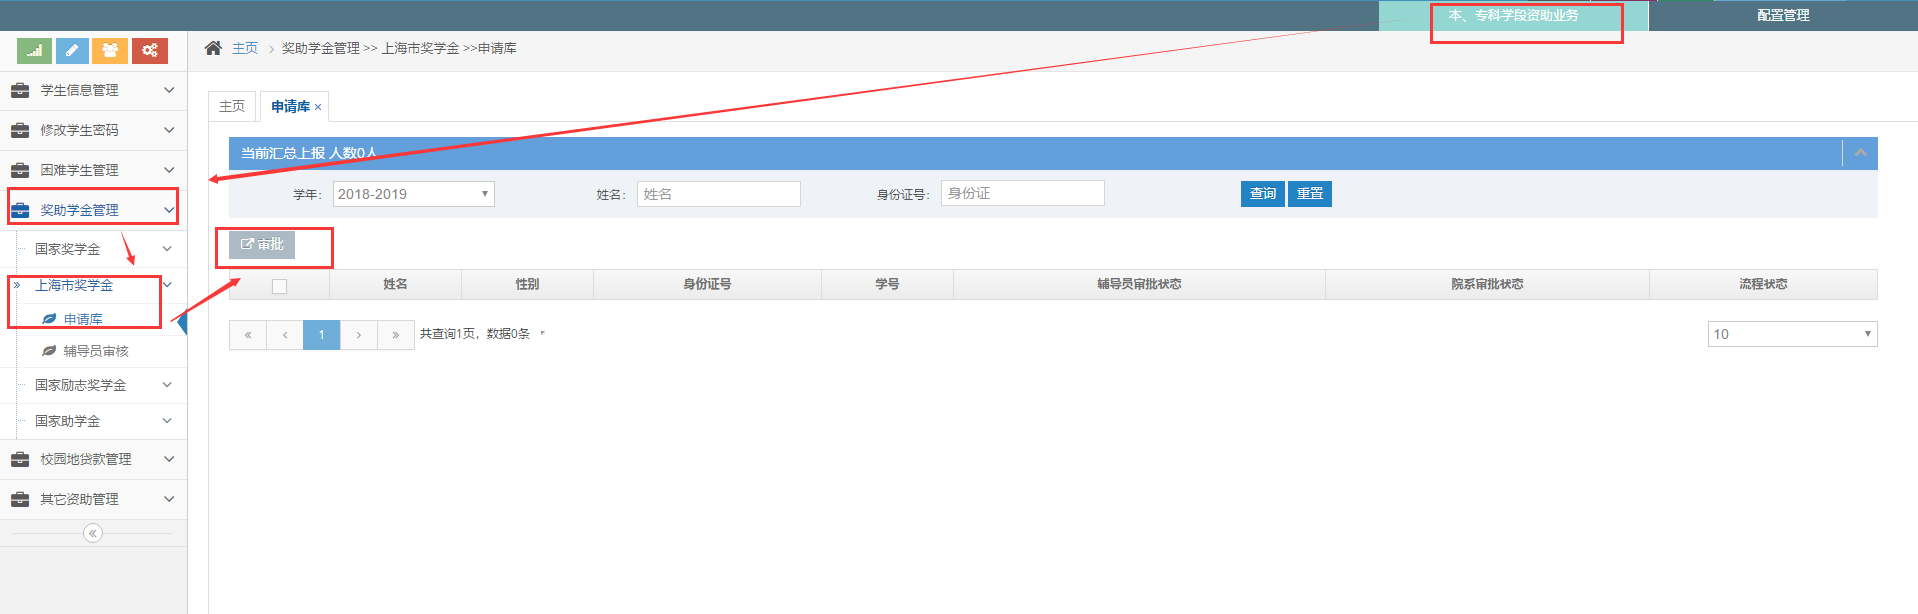 本、专科学段资助业务
配置管理
主页 > 奖助学金管理 >> 上海市奖学金 >>申请库
学生信息管理
修改学生密码
困难学生管理
奖助学金管理
国家奖学金
» 上海市奖学金
申请库
辅导员审核
国家励志奖学金
国家助学金
校园地贷款管理
其它资助管理
«
主页 申请库 ×
当前汇总上报 人数0人
学年: 2018-2019 姓名: 姓名 身份证号: 身份证 查询 重置
审批
姓名 性别 身份证号 学号 辅导员审批状态 院系审批状态 流程状态
« ‹ 1 › » 共查询1页，数据0条
10